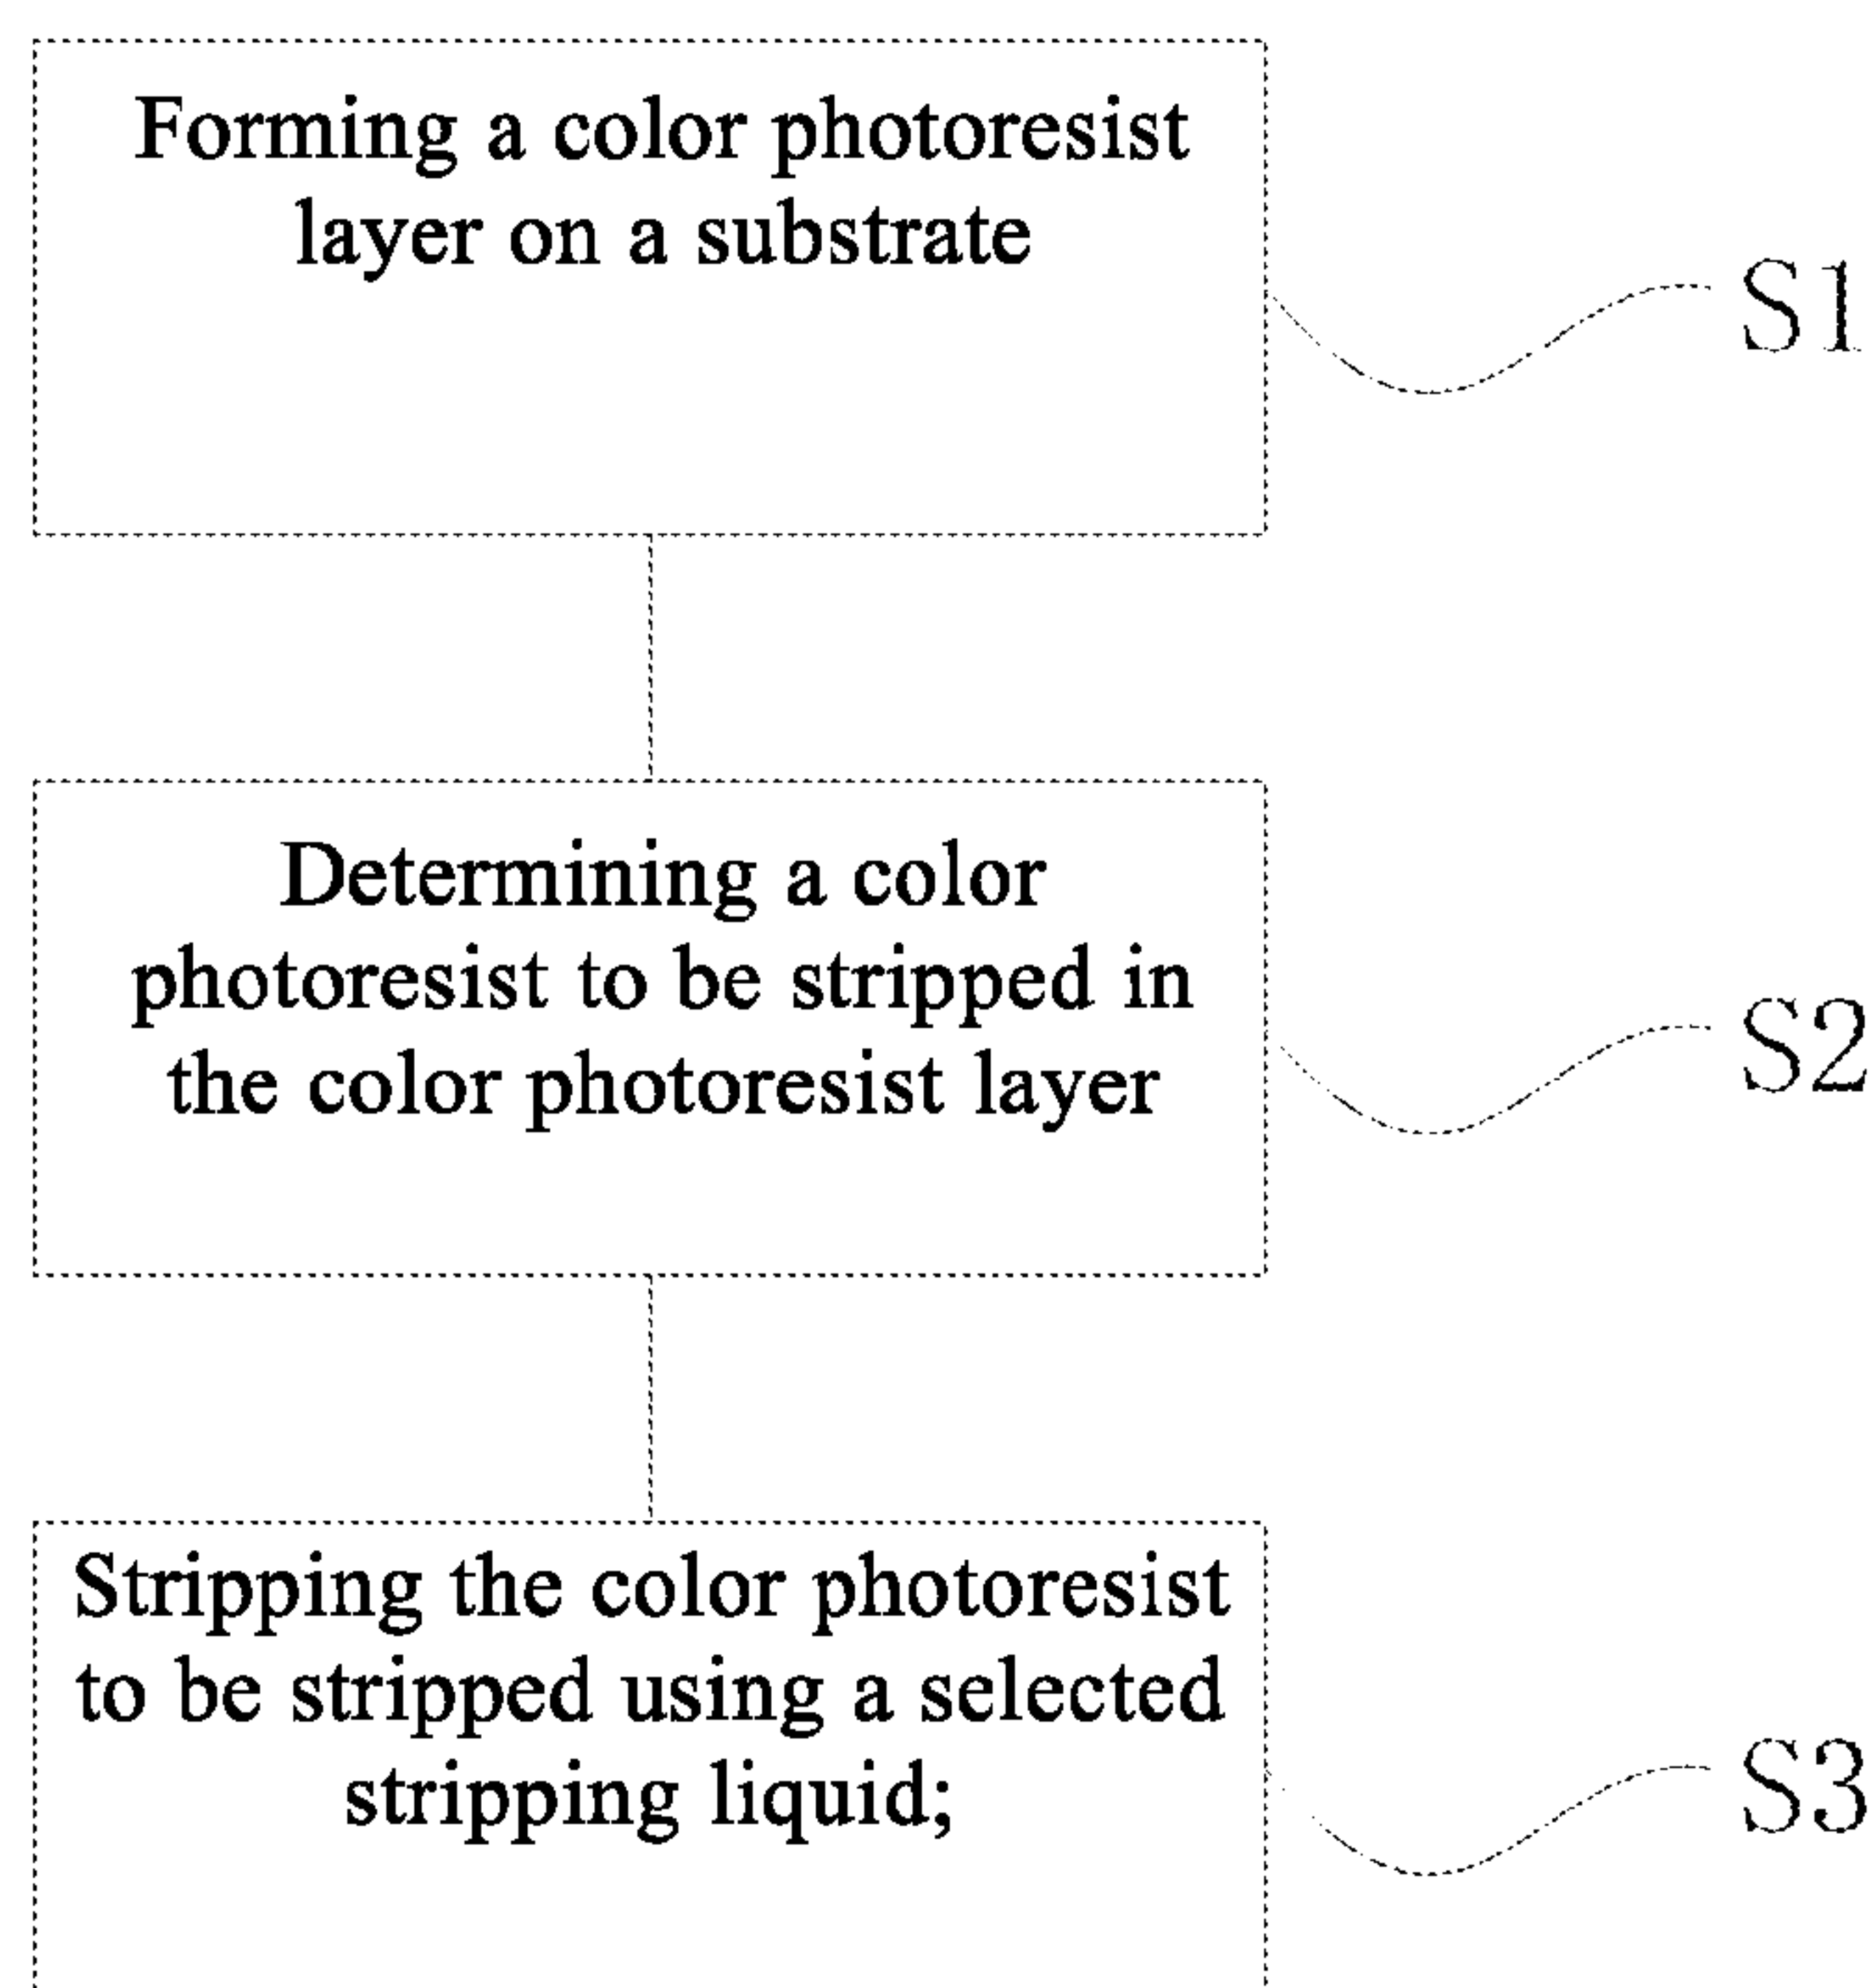 Forming a color photoresist
layer on a substrate
S1
Determining a color
photoresist to be stripped in
the color photoresist layer
S2
Stripping the color photoresist
to be stripped using a selected
stripping liquid;
S3